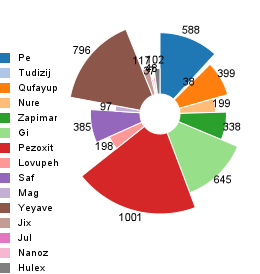 588
796
117
102
38
399
97
199
385
338
198
645
1001
Pe
Tudizij
Qufayup
Nure
Zapimar
Gi
Pezoxit
Lovupeh
Saf
Mag
Yeyave
Jix
Jul
Nanoz
Hulex